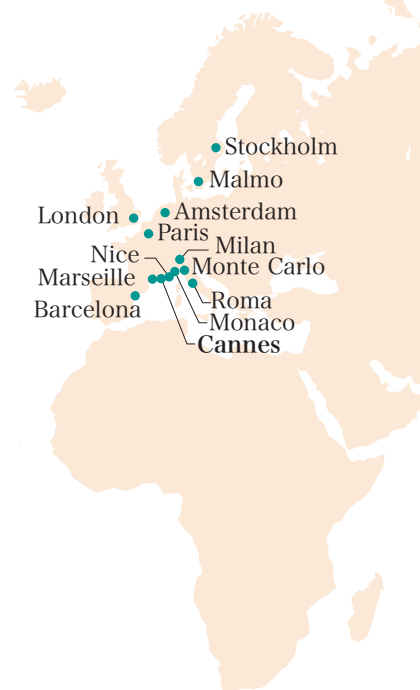 Stockholm
Malmo
London
Amsterdam
Paris
Milan
Nice
Monte Carlo
Marseille
Roma
Barcelona
Monaco
Cannes